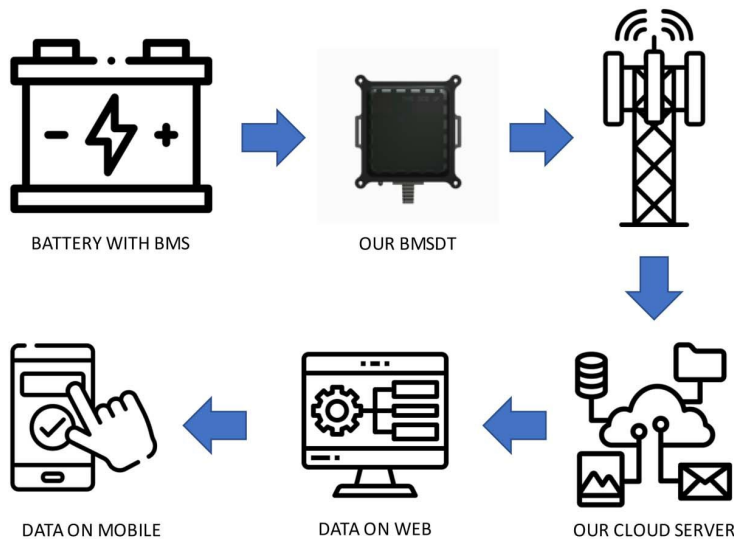 BATTERY WITH BMS
OUR BMSDT
DATA ON MOBILE
DATA ON WEB
OUR CLOUD SERVER